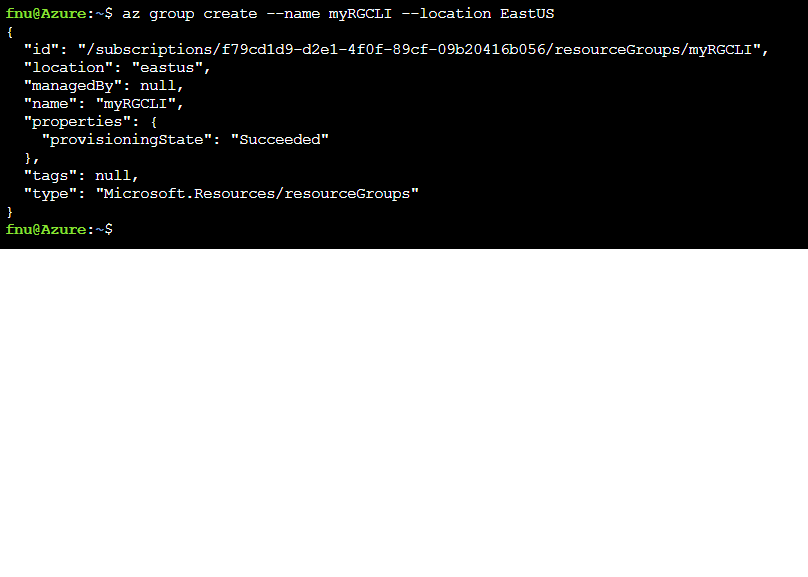 fnu@Azure:~$ az group create --name myRGCLI --location EastUS
{
  "id": "/subscriptions/f79cd1d9-d2e1-4f0f-89cf-09b20416b056/resourceGroups/myRGCLI",
  "location": "eastus",
  "managedBy": null,
  "name": "myRGCLI",
  "properties": {
    "provisioningState": "Succeeded"
  },
  "tags": null,
  "type": "Microsoft.Resources/resourceGroups"
}
fnu@Azure:~$